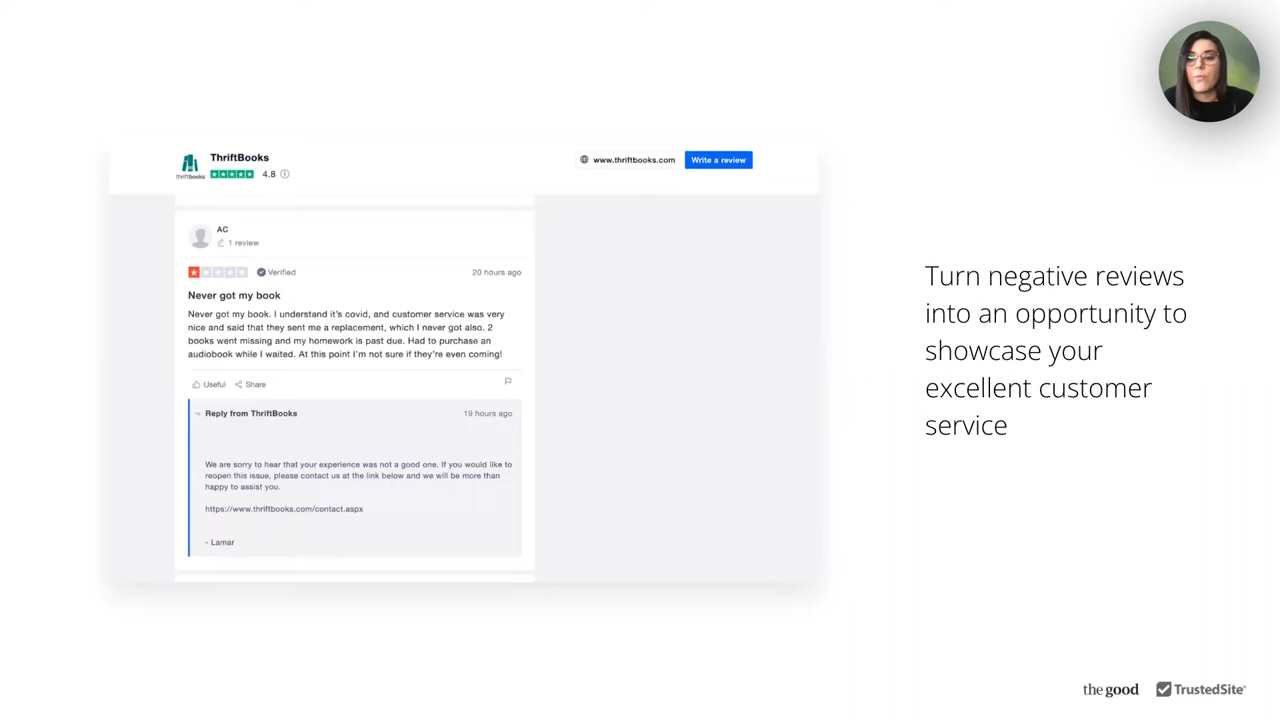 ThriftBooks
4.8
thriftbooks
www.thriftbooks.com
Write a review
AC
1 review
Verified
20 hours ago
Never got my book
Never got my book. I understand it's covid, and customer service was very
nice and said that they sent me a replacement, which I never got also. 2
books went missing and my homework is past due. Had to purchase an
audiobook while I waited. At this point I'm not sure if they're even coming!
Useful
Share
Reply from ThriftBooks
19 hours ago
We are sorry to hear that your experience was not a good one. If you would like to
reopen this issue, please contact us at the link below and we will be more than
happy to assist you.
https://www.thriftbooks.com/contact.aspx
- Lamar
Turn negative reviews
into an opportunity to
showcase your
excellent customer
service
the good
TrustedSite